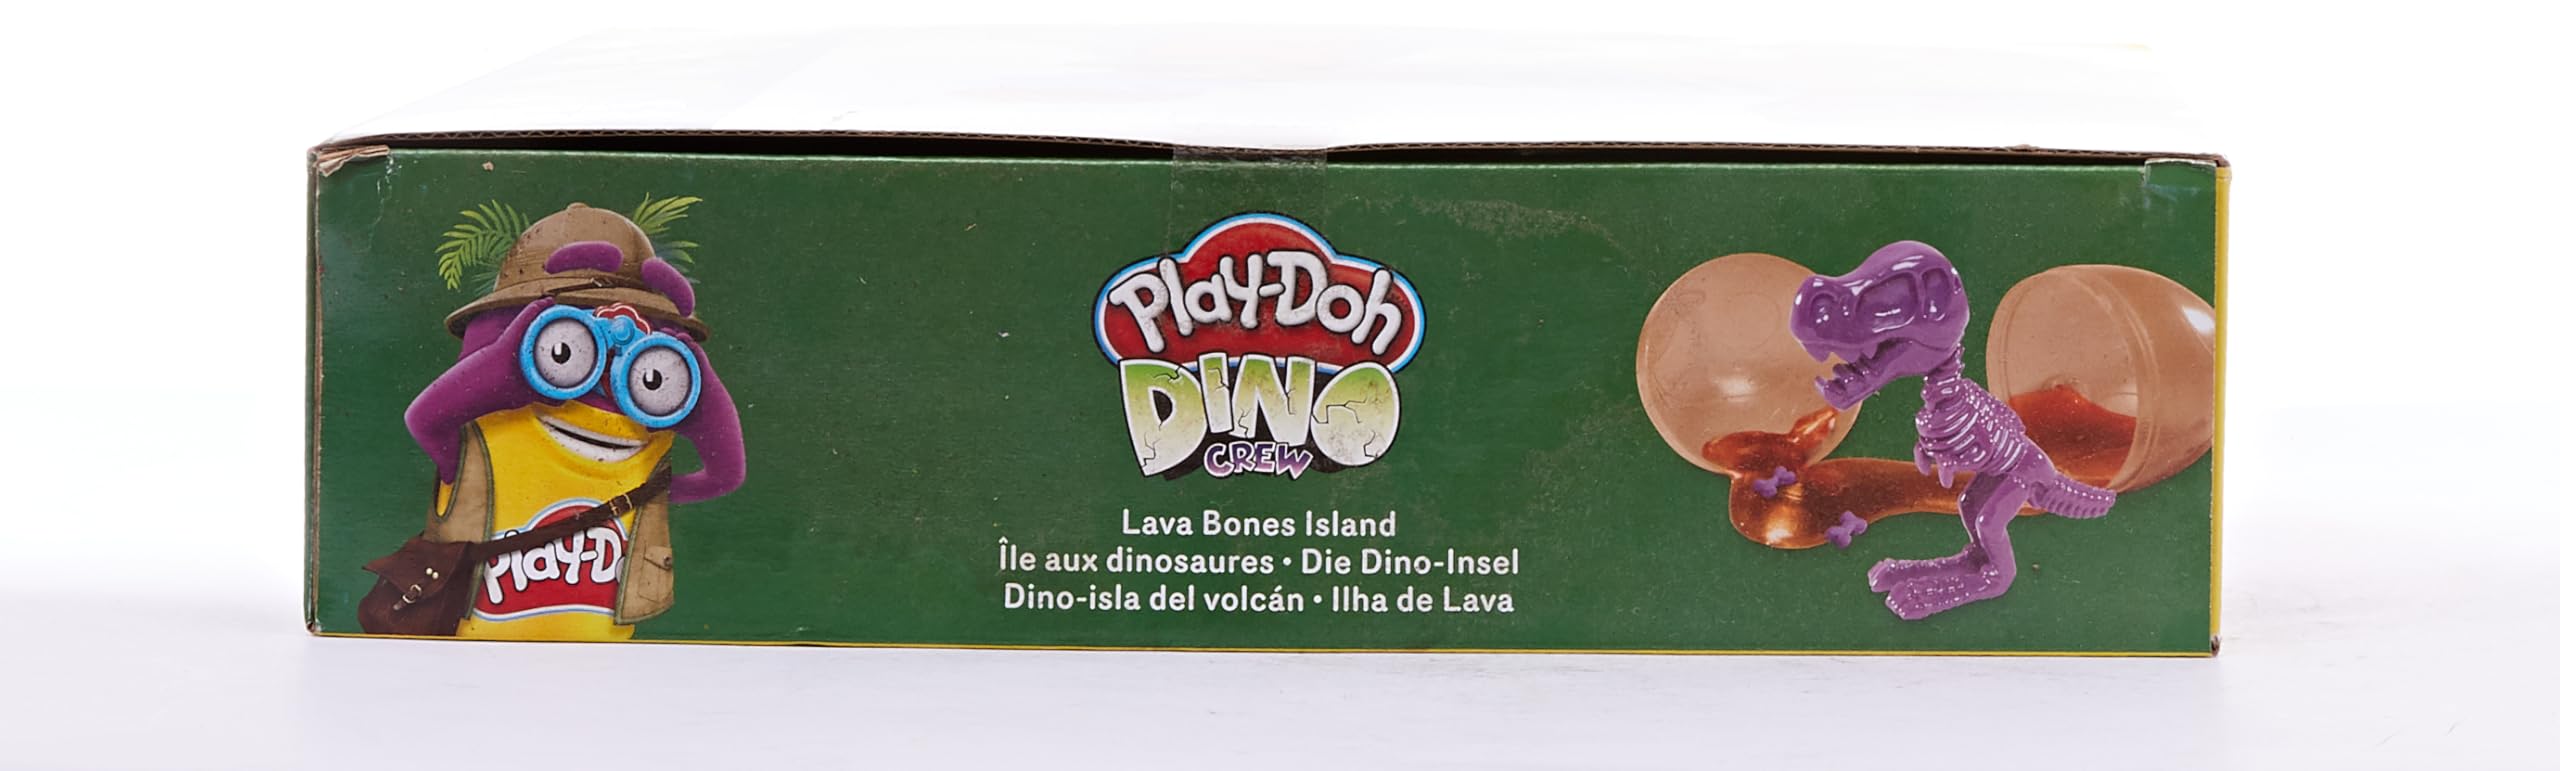 Play-Doh
DINO
CREW
Lava Bones Island
Île aux dinosaures • Die Dino-Insel
Dino-isla del volcán • Ilha de Lava
Play-D